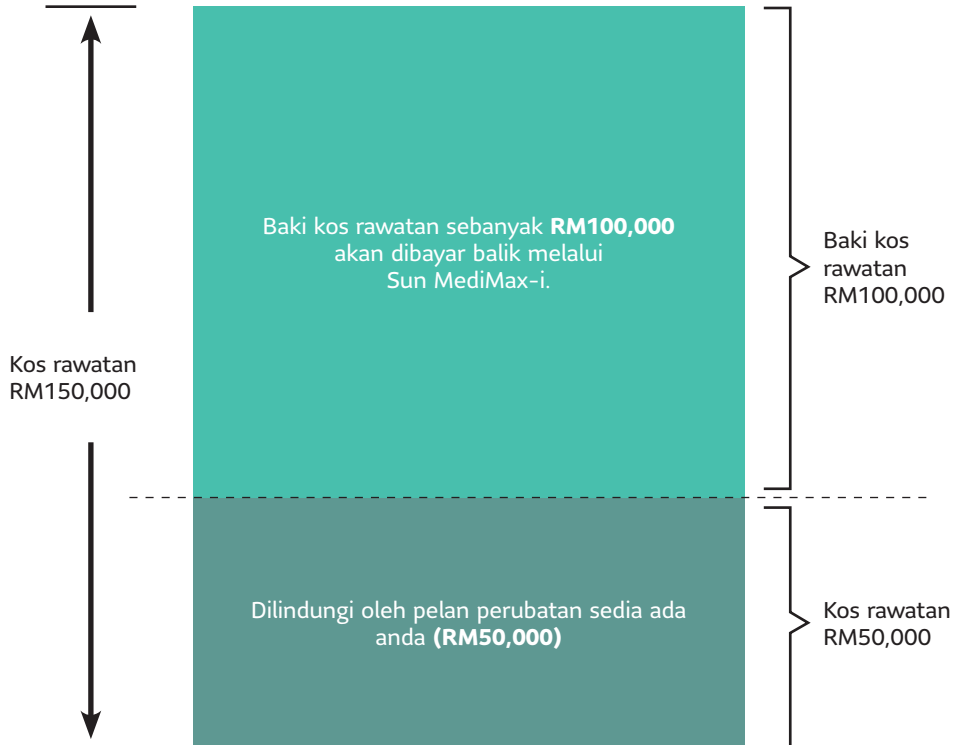 Baki kos rawatan sebanyak RM100,000
akan dibayar balik melalui
Sun MediMax-i.
Baki kos
rawatan
RM100,000
Kos rawatan
RM150,000
Dilindungi oleh pelan perubatan sedia ada
anda (RM50,000)
Kos rawatan
RM50,000